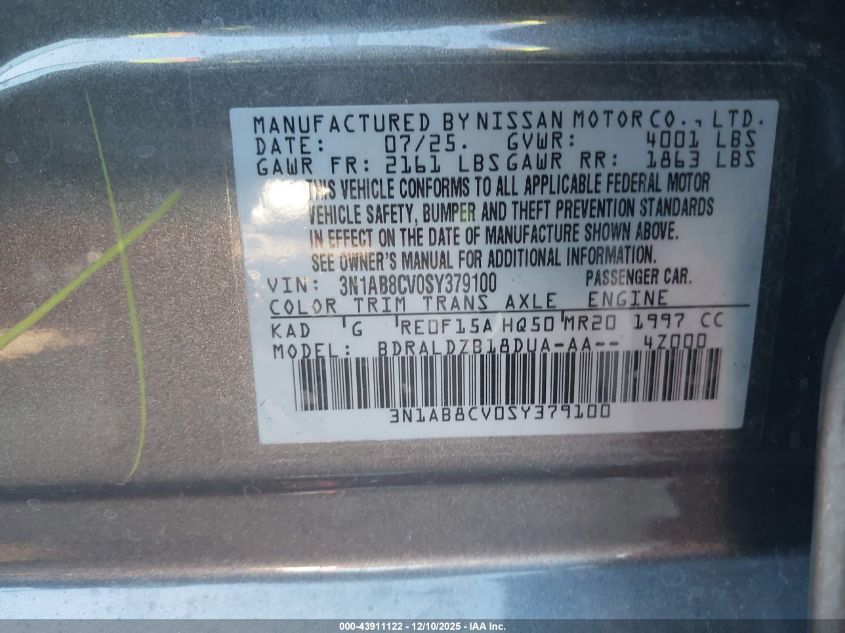 MANUFACTURED BY NISSAN MOTOR CO., LTD.
DATE: 07/25. GVWR: 4001 LBS
GAWR FR: 2161 LBS GAWR RR: 1863 LBS
THIS VEHICLE CONFORMS TO ALL APPLICABLE FEDERAL MOTOR
VEHICLE SAFETY, BUMPER AND THEFT PREVENTION STANDARDS
IN EFFECT ON THE DATE OF MANUFACTURE SHOWN ABOVE.
SEE OWNER'S MANUAL FOR ADDITIONAL INFORMATION.
VIN: 3N1AB8CV0SY379100 PASSENGER CAR.
COLOR TRIM TRANS AXLE ENGINE
KAD G RE0F15A HQ50 MR20 1997 CC
MODEL: BDRALDZB18DUA-AA-- 4Z000
3N1AB8CV0SY379100
000-43911122 - 12/10/2025 - IAA Inc.